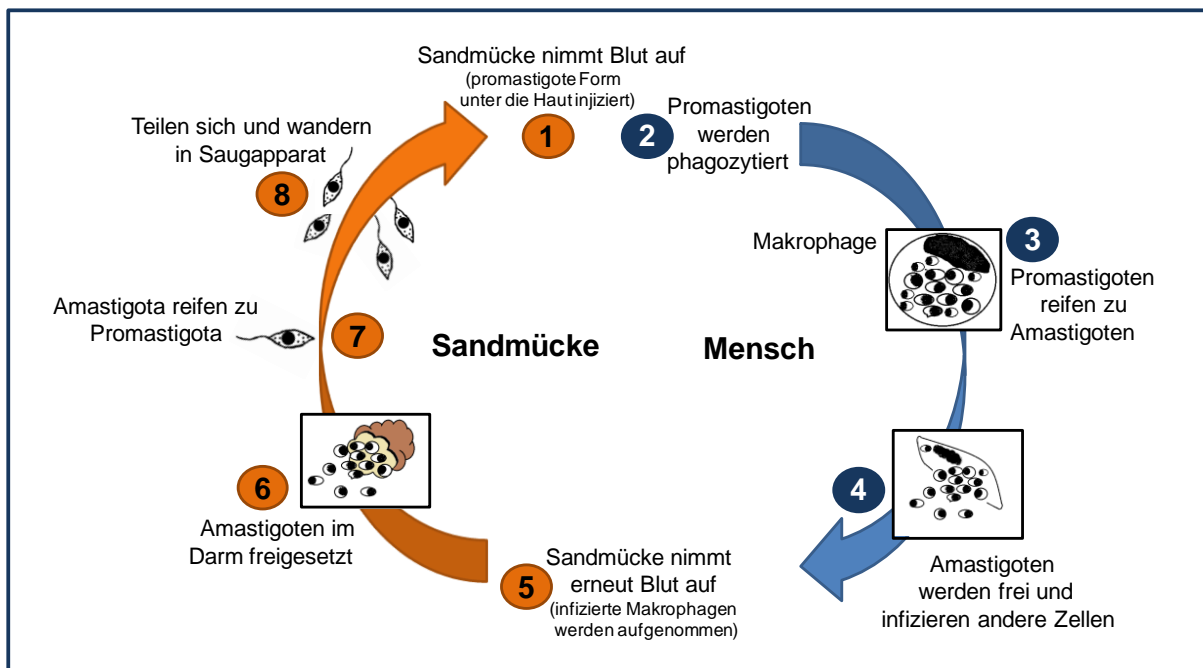 Sandmücke nimmt Blut auf
(promastigote Form
unter die Haut injiziert)
1
2
Promastigoten
werden
phagozytiert
Makrophage
3
Promastigoten
reifen zu
Amastigoten
4
Amastigoten
werden frei und
infizieren andere Zellen
5
Sandmücke nimmt
erneut Blut auf
(infizierte Makrophagen
werden aufgenommen)
6
Amastigoten im
Darm freigesetzt
7
Amastigota reifen zu
Promastigota
8
Teilen sich und wandern
in Saugapparat
Sandmücke
Mensch